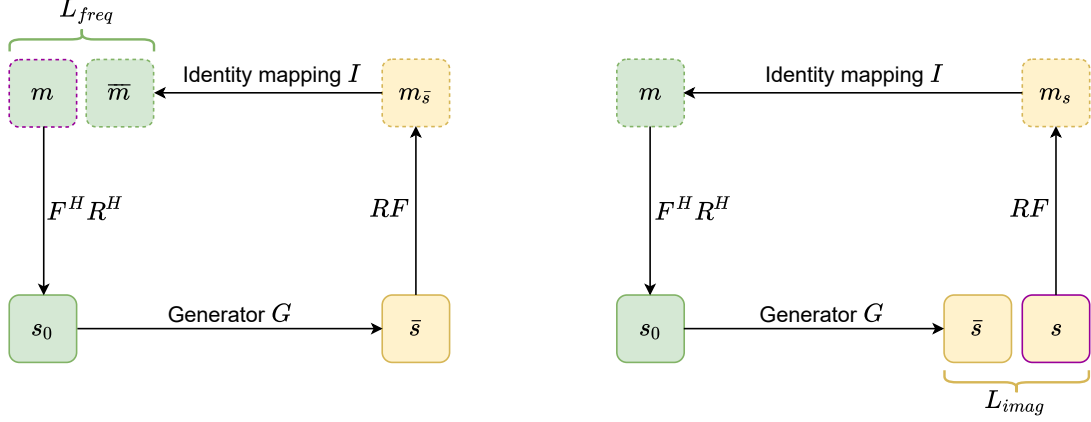 $L_{freq}$
$m$ $\overline{\overline{m}}$ Identity mapping $I$ $m_{\bar{s}}$
$F^H R^H$ $RF$
$s_0$ Generator $G$ $\bar{s}$
$m$ Identity mapping $I$ $m_s$
$F^H R^H$ $RF$
$s_0$ Generator $G$ $\bar{s}$ $s$
$L_{imag}$